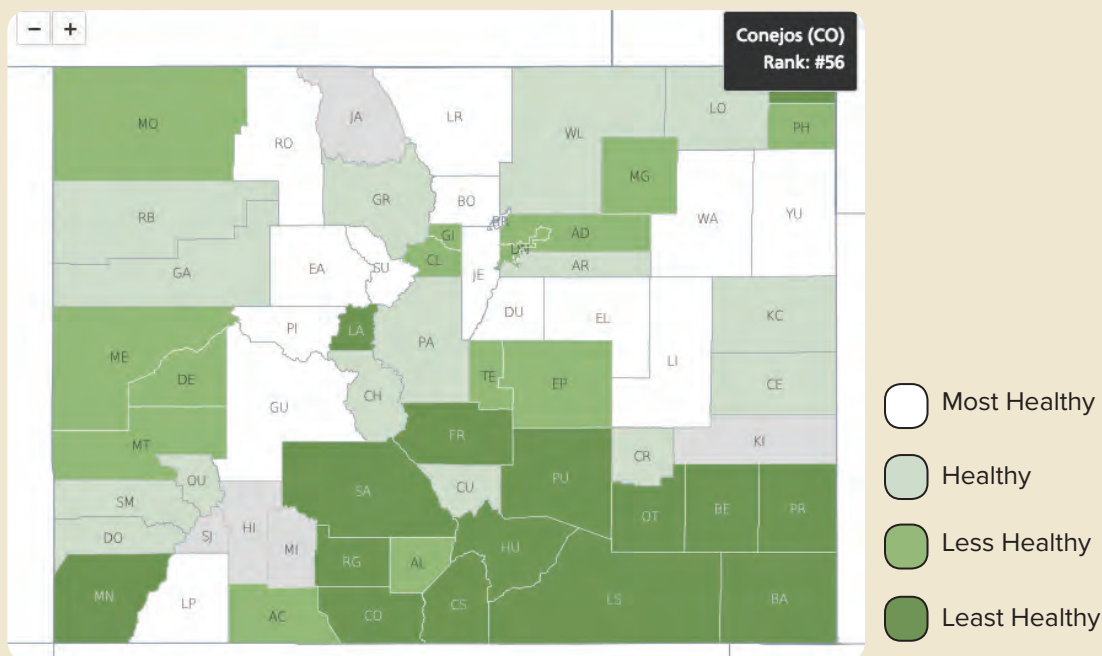 − +
Conejos (CO)
Rank: #56
MO
RO
JA
LR
WL
LO
PH
RB
GR
BO
MG
WA
YU
GA
EA
SU
GI
CL
JE
AD
AR
ME
PI
LA
PA
DU
EL
LI
KC
DE
GU
CH
TE
EP
CE
MT
FR
CR
KI
OU
SM
SA
CU
PU
OT
BE
PR
DO
SJ
HI
MI
RG
AL
HU
MN
LP
AC
CO
CS
LS
BA
Most Healthy
Healthy
Less Healthy
Least Healthy